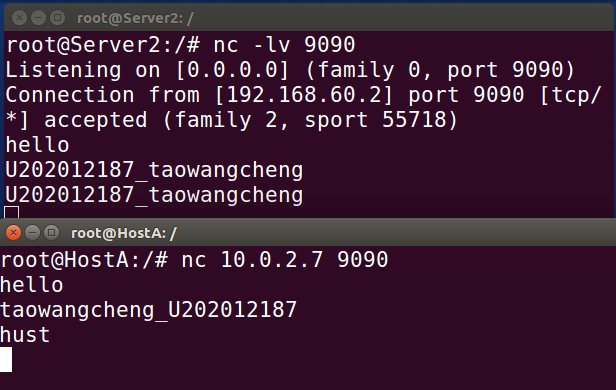 root@Server2: /
root@Server2:/# nc -lv 9090
Listening on [0.0.0.0] (family 0, port 9090)
Connection from [192.168.60.2] port 9090 [tcp/
*] accepted (family 2, sport 55718)
hello
U202012187_taowangcheng
U202012187_taowangcheng
root@HostA: /
root@HostA:/# nc 10.0.2.7 9090
hello
taowangcheng_U202012187
hust